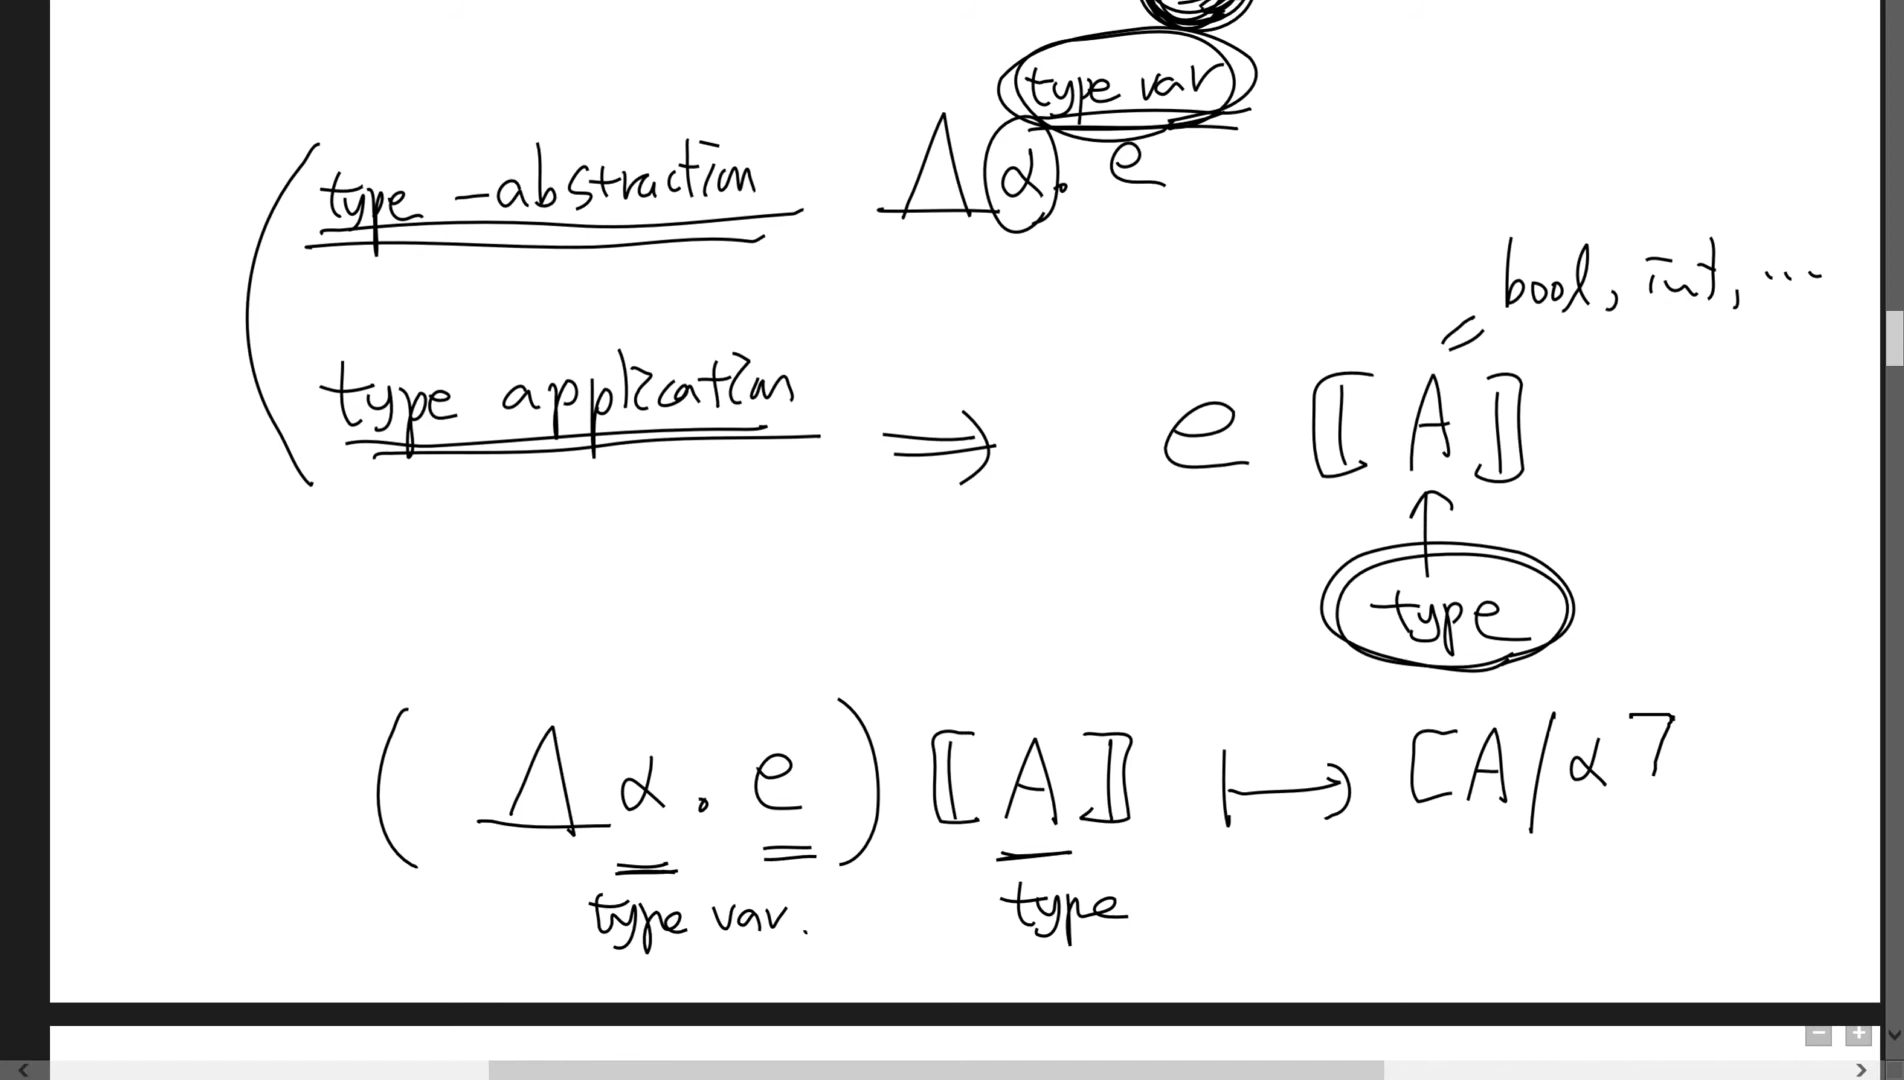 type var
type-abstraction Λα. e
bool, int, ...
type application ⇒ e ⟦A⟧
type
(Λα. e) ⟦A⟧ ↦ [A/α]
type var. type